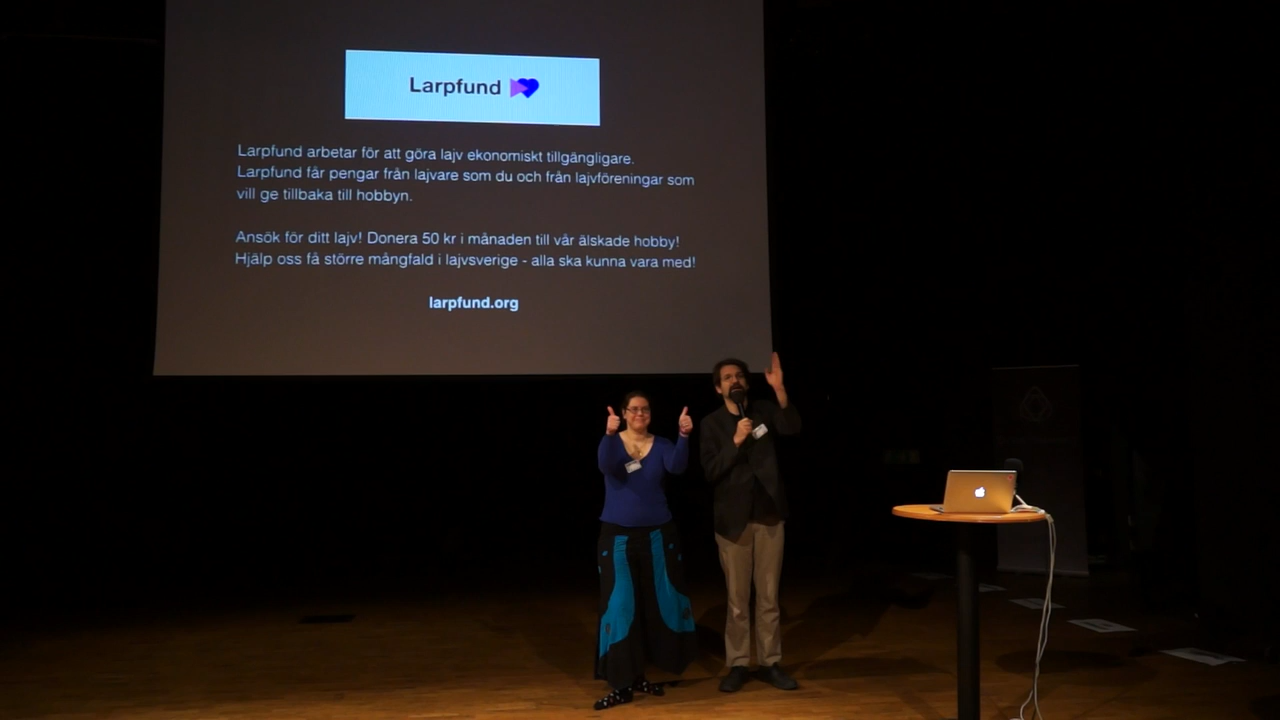 Larpfund
Larpfund arbetar för att göra lajv ekonomiskt tillgängligare.
Larpfund får pengar från lajvare som du och från lajvföreningar som
vill ge tillbaka till hobbyn.
Ansök för ditt lajv! Donera 50 kr i månaden till vår älskade hobby!
Hjälp oss få större mångfald i lajvsverige - alla ska kunna vara med!
larpfund.org